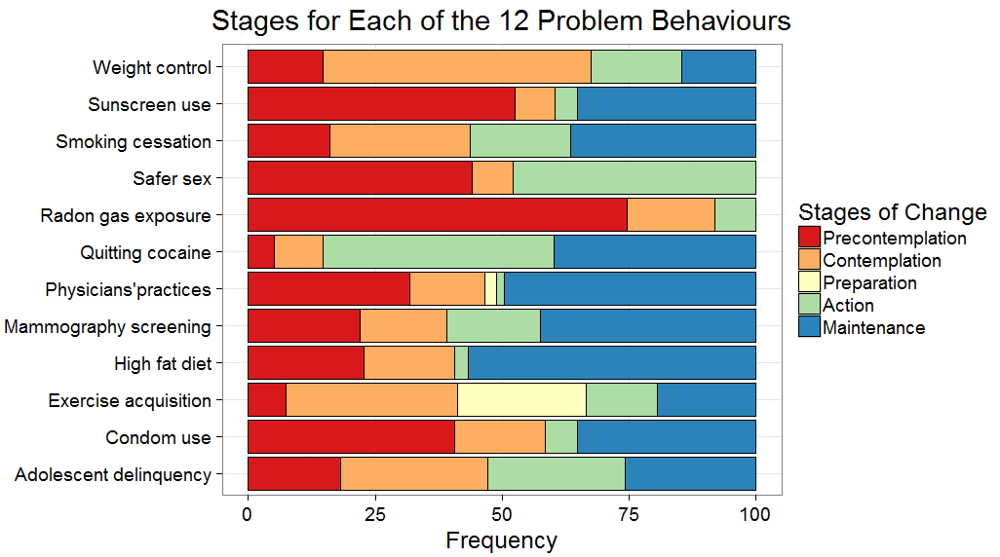 Stages for Each of the 12 Problem Behaviours
Weight control
Sunscreen use
Smoking cessation
Safer sex
Radon gas exposure
Quitting cocaine
Physicians'practices
Mammography screening
High fat diet
Exercise acquisition
Condom use
Adolescent delinquency
0 25 50 75 100
Frequency
Stages of Change
Precontemplation
Contemplation
Preparation
Action
Maintenance